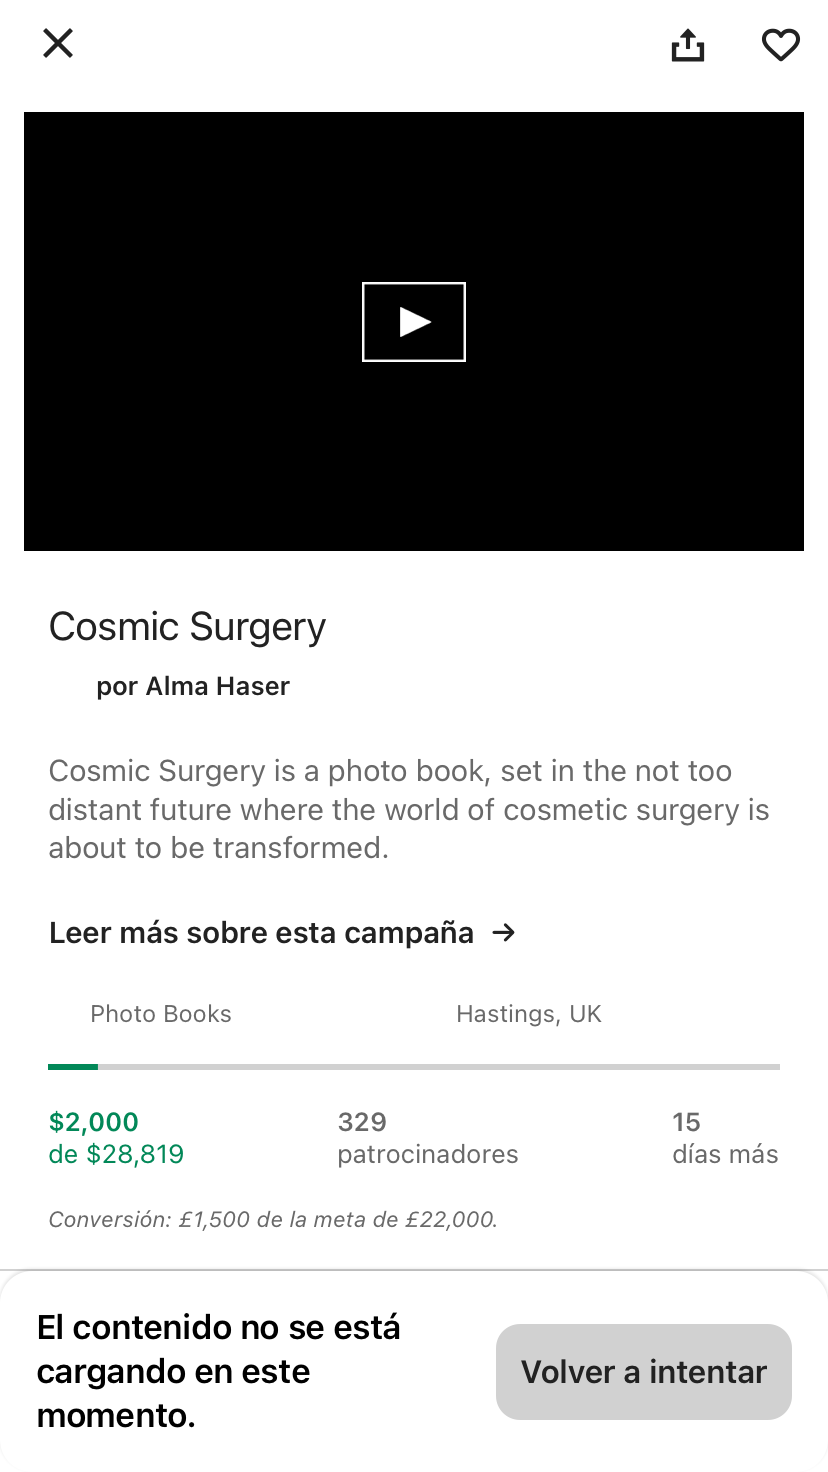 Cosmic Surgery
por Alma Haser
Cosmic Surgery is a photo book, set in the not too
distant future where the world of cosmetic surgery is
about to be transformed.
Leer más sobre esta campaña →
Photo Books
Hastings, UK
$2,000
de $28,819
329
patrocinadores
15
días más
Conversión: £1,500 de la meta de £22,000.
El contenido no se está
cargando en este
momento.
Volver a intentar